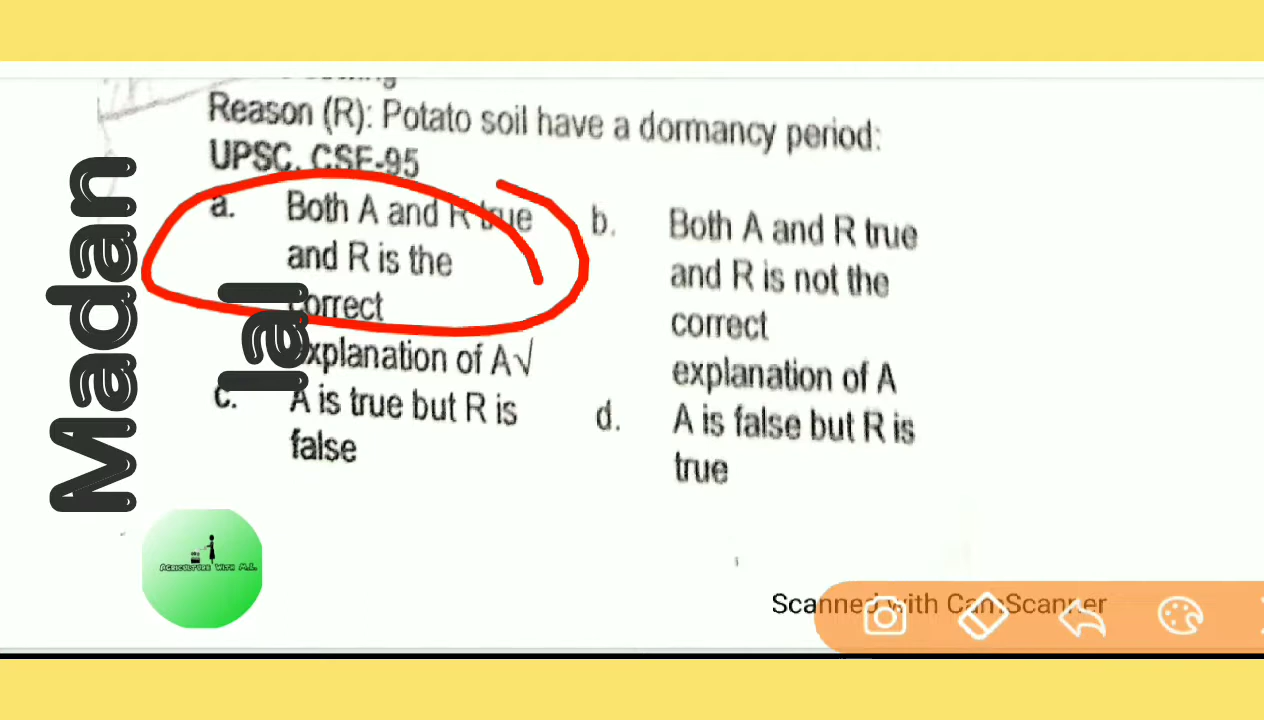 Reason (R): Potato soil have a dormancy period:
UPSC. CSE-95
a. Both A and R true
and R is the
correct
explanation of A√
b. Both A and R true
and R is not the
correct
explanation of A
c. A is true but R is
false
d. A is false but R is
true
Madan
lal
AGRICULTURE WITH M.L.
Scanned with CamScanner